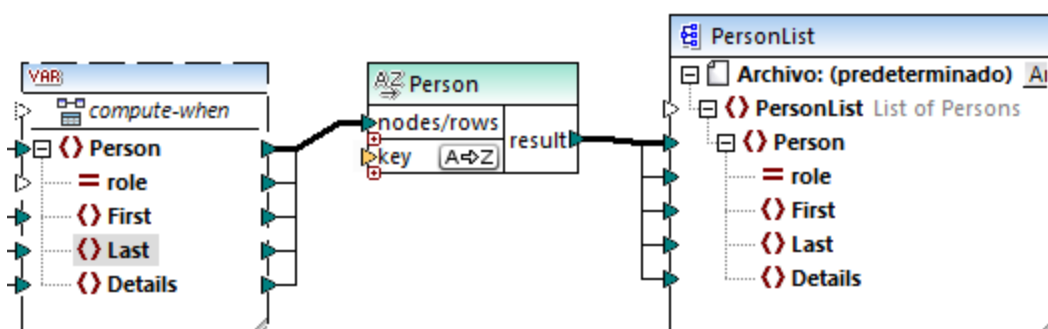 VAR
compute-when
Person
role
First
Last
Details
AZ Person
nodes/rows
key A⇨Z
result
PersonList
Archivo: (predeterminado)
PersonList List of Persons
Person
role
First
Last
Details